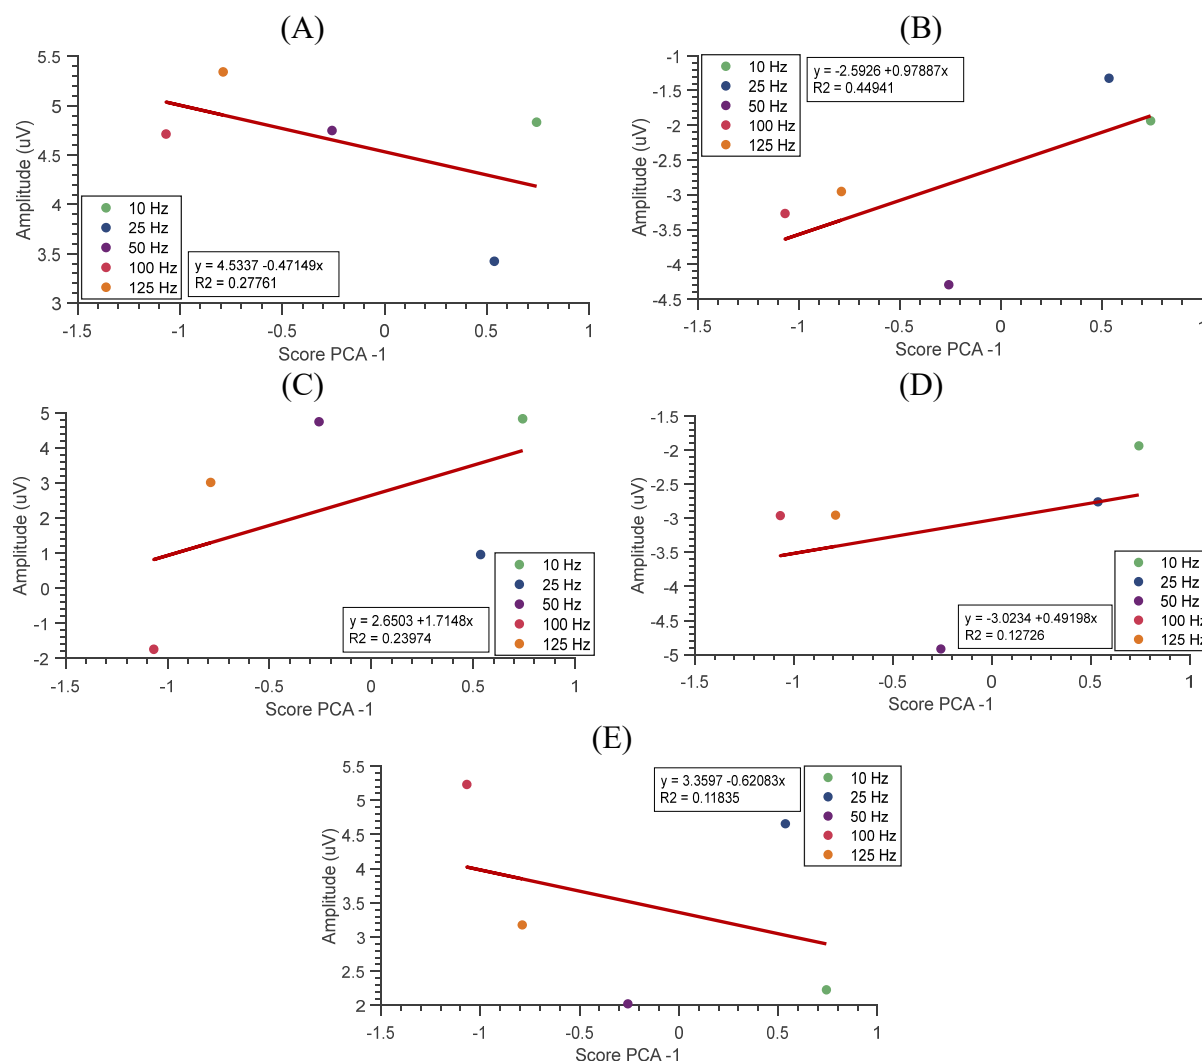 (A)
5.5
5
4.5
4
3.5
3
Amplitude (uV)
10 Hz
25 Hz
50 Hz
100 Hz
125 Hz
y = 4.5337 -0.47149x
R2 = 0.27761
-1.5
-1
-0.5
0
0.5
1
Score PCA -1
(B)
-1
-1.5
-2
-2.5
-3
-3.5
-4
-4.5
Amplitude (uV)
10 Hz
25 Hz
50 Hz
100 Hz
125 Hz
y = -2.5926 +0.97887x
R2 = 0.44941
-1.5
-1
-0.5
0
0.5
1
Score PCA -1
(C)
5
4
3
2
1
0
-1
-2
Amplitude (uV)
10 Hz
25 Hz
50 Hz
100 Hz
125 Hz
y = 2.6503 +1.7148x
R2 = 0.23974
-1.5
-1
-0.5
0
0.5
1
Score PCA -1
(D)
-1.5
-2
-2.5
-3
-3.5
-4
-4.5
-5
Amplitude (uV)
10 Hz
25 Hz
50 Hz
100 Hz
125 Hz
y = -3.0234 +0.49198x
R2 = 0.12726
-1.5
-1
-0.5
0
0.5
1
Score PCA -1
(E)
5.5
5
4.5
4
3.5
3
2.5
2
Amplitude (uV)
y = 3.3597 -0.62083x
R2 = 0.11835
10 Hz
25 Hz
50 Hz
100 Hz
125 Hz
-1.5
-1
-0.5
0
0.5
1
Score PCA -1